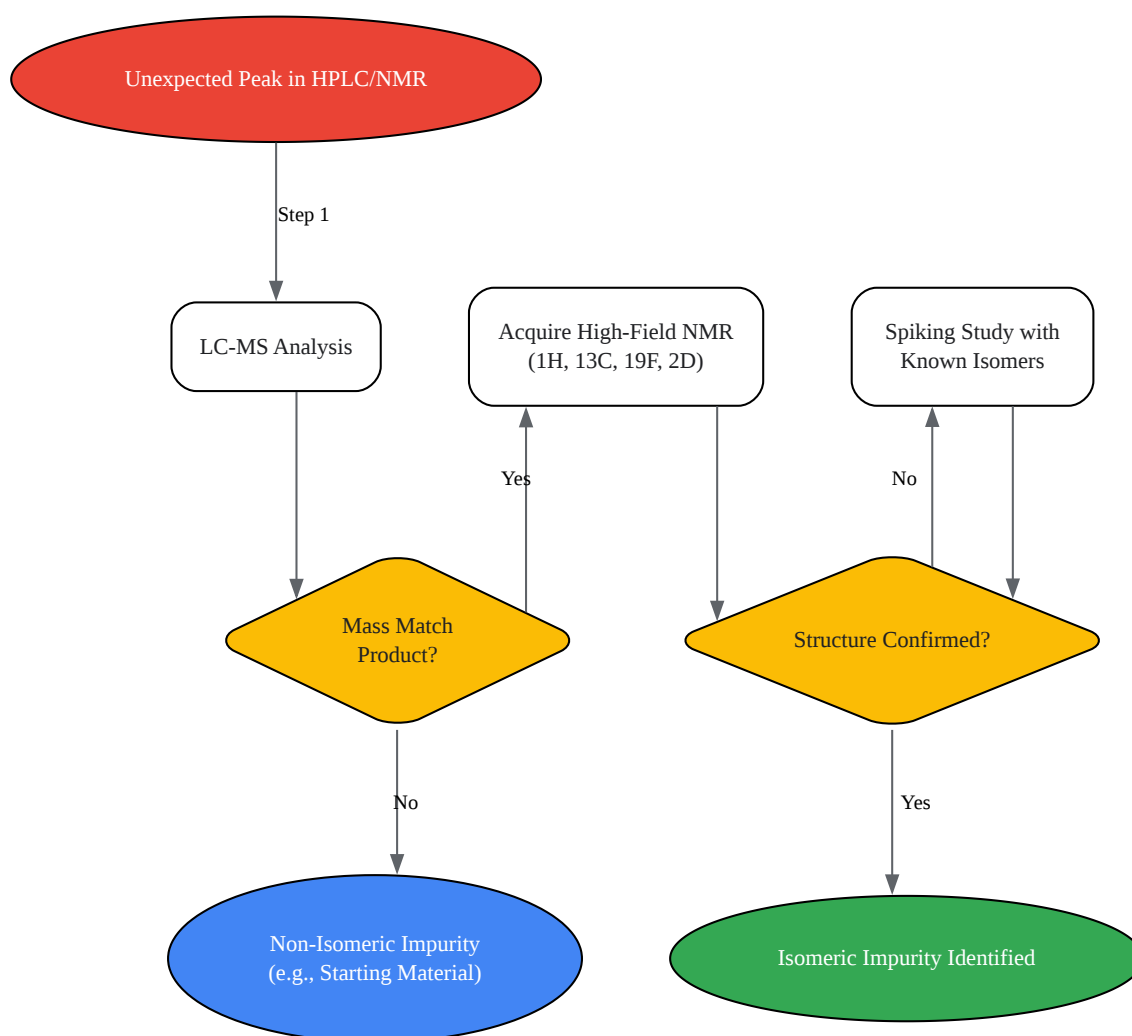 Unexpected Peak in HPLC/NMR
Step 1
LC-MS Analysis
Acquire High-Field NMR
(1H, 13C, 19F, 2D)
Spiking Study with
Known Isomers
Yes
No
Mass Match
Product?
Structure Confirmed?
No
Yes
Non-Isomeric Impurity
(e.g., Starting Material)
Isomeric Impurity Identified